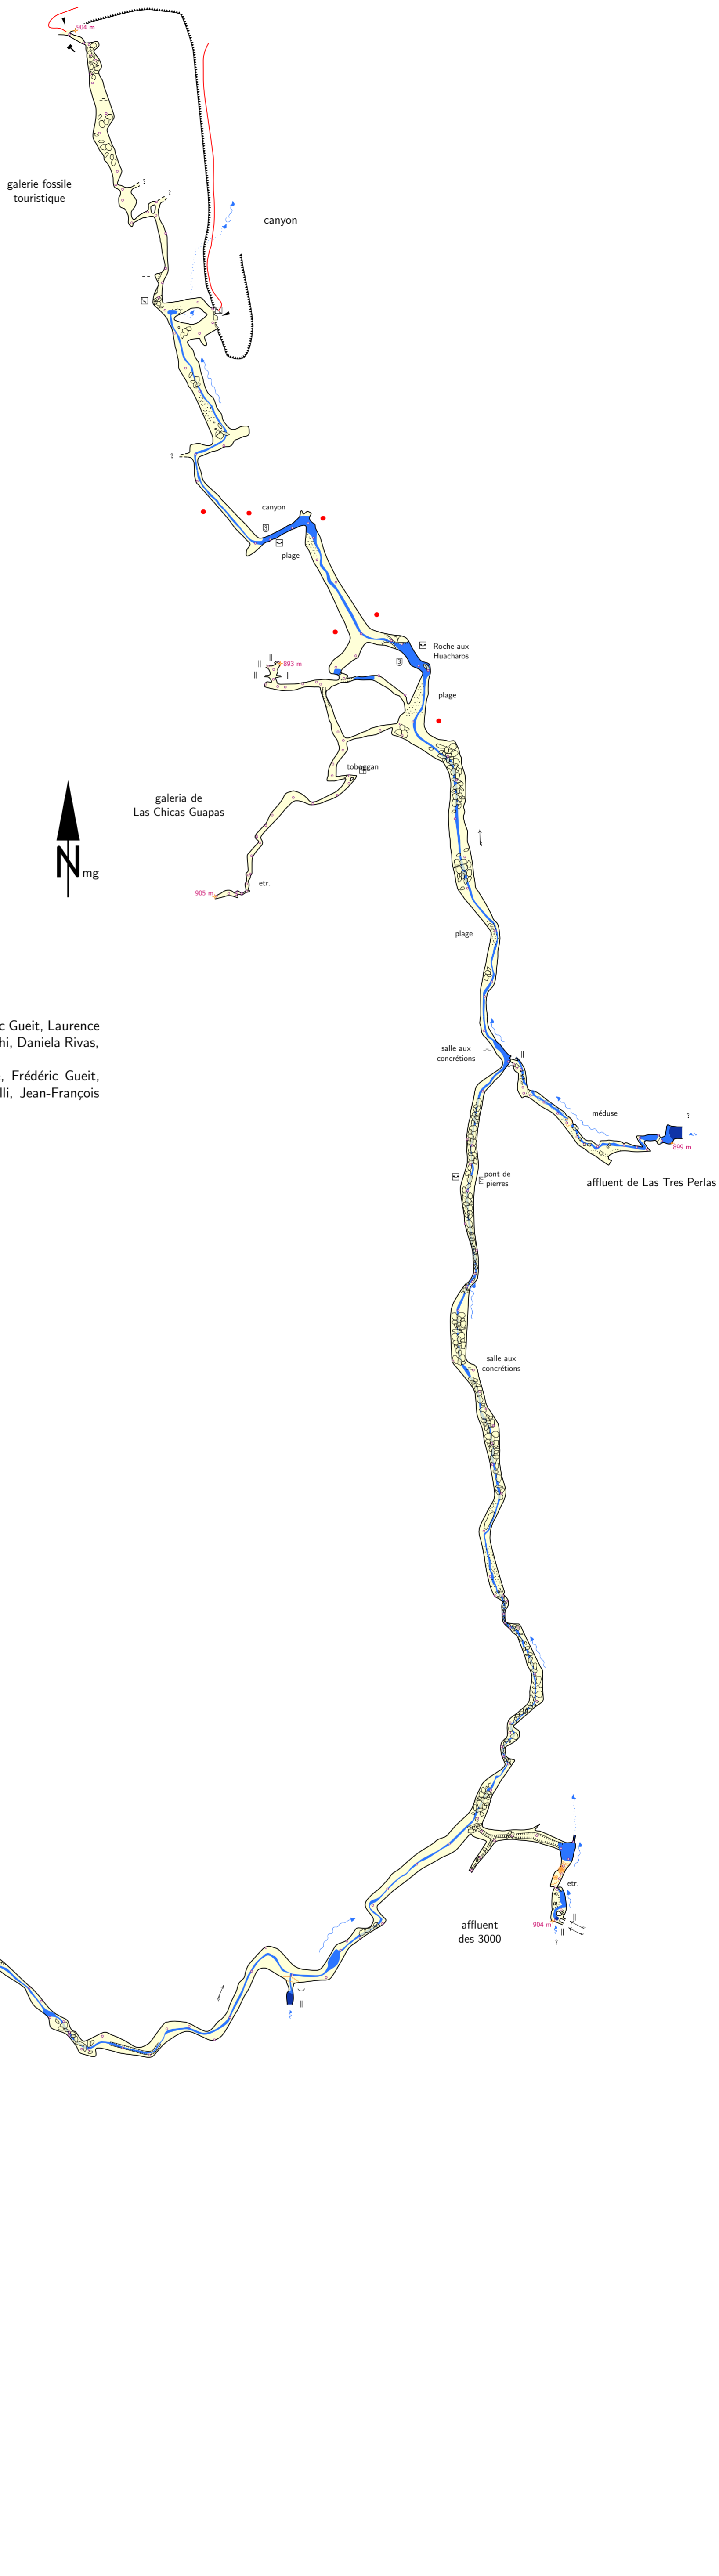 904 m
galerie fossile
touristique
?
?
canyon
?
canyon
3
plage
Roche aux
Huacharos
3
893 m
plage
toboggan
galeria de
Las Chicas Guapas
N mg
etr.
905 m
plage
c Gueit, Laurence
hi, Daniela Rivas,
, Frédéric Gueit,
lli, Jean-François
salle aux
concrétions
méduse
?
899 m
affluent de Las Tres Perlas
pont de
pierres
salle aux
concrétions
etr.
affluent
des 3000
904 m
?